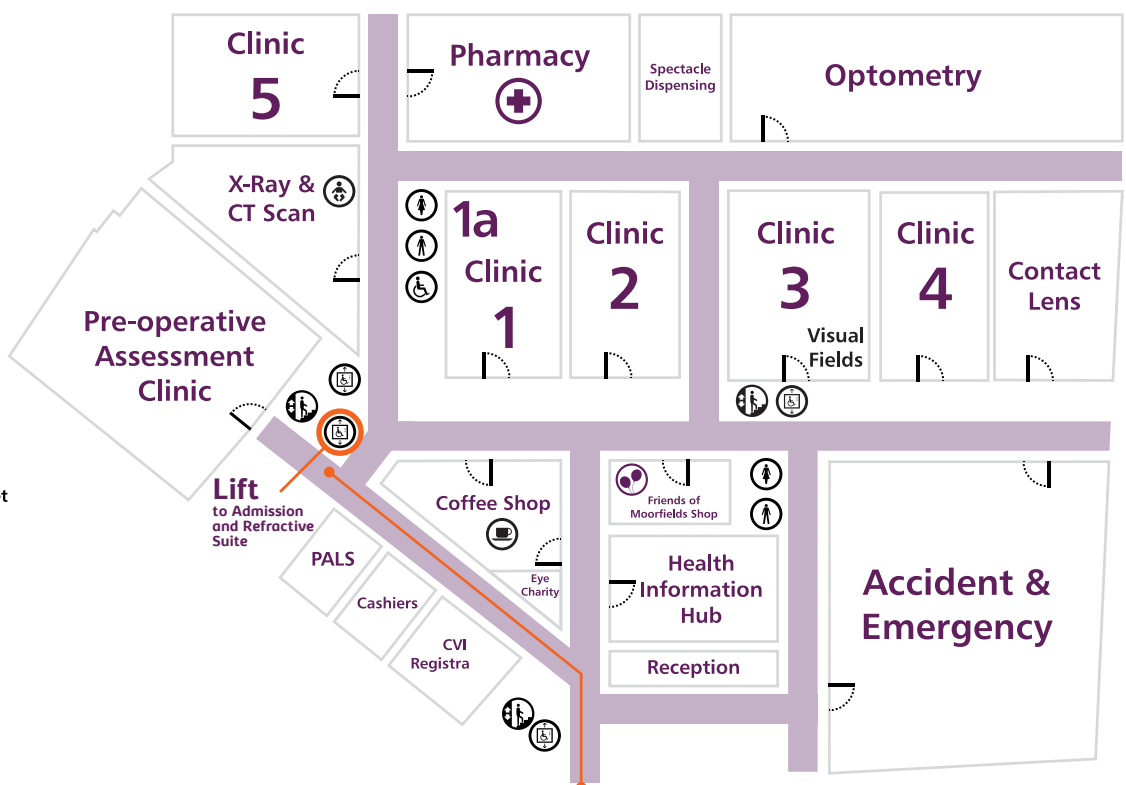 Clinic
5
Pharmacy
Spectacle
Dispensing
Optometry
X-Ray &
CT Scan
1a
Clinic
1
Clinic
2
Clinic
3
Visual
Fields
Clinic
4
Contact
Lens
Pre-operative
Assessment
Clinic
Lift
to Admission
and Refractive
Suite
Coffee Shop
Eye
Charity
Friends of
Moorfields Shop
Health
Information
Hub
Reception
Accident &
Emergency
PALS
Cashiers
CVI
Registra